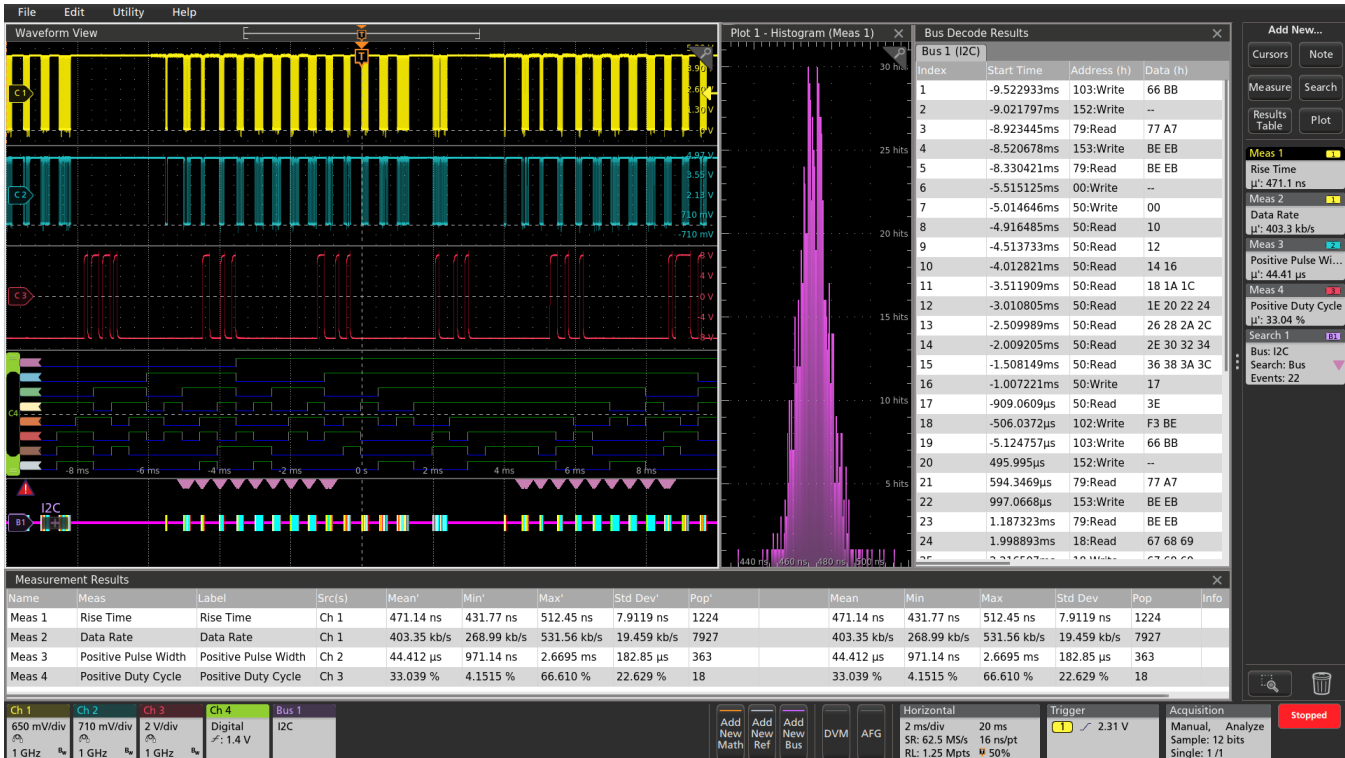 File Edit Utility Help
Waveform View
T
T
C 1
2.60 V
1.30 V
0 V
C 2
4.97 V
3.55 V
2.13 V
710 mV
-710 mV
C 3
8 V
4 V
0 V
-4 V
-8 V
C4
-8 ms -6 ms -4 ms -2 ms 0 s 2 ms 4 ms 6 ms 8 ms
I2C
B1
Plot 1 - Histogram (Meas 1)
30 hits
25 hits
20 hits
15 hits
10 hits
5 hits
440 ns 460 ns 480 ns 500 ns
Bus Decode Results
Bus 1 (I2C)
Index Start Time Address (h) Data (h)
1 -9.522933ms 103:Write 66 BB
2 -9.021797ms 152:Write --
3 -8.923445ms 79:Read 77 A7
4 -8.520678ms 153:Write BE EB
5 -8.330421ms 79:Read BE EB
6 -5.515125ms 00:Write --
7 -5.014646ms 50:Write 00
8 -4.916485ms 50:Read 10
9 -4.513733ms 50:Read 12
10 -4.012821ms 50:Read 14 16
11 -3.511909ms 50:Read 18 1A 1C
12 -3.010805ms 50:Read 1E 20 22 24
13 -2.509989ms 50:Read 26 28 2A 2C
14 -2.009205ms 50:Read 2E 30 32 34
15 -1.508149ms 50:Read 36 38 3A 3C
16 -1.007221ms 50:Write 17
17 -909.0609µs 50:Read 3E
18 -506.0372µs 102:Write F3 BE
19 -5.124757µs 103:Write 66 BB
20 495.995µs 152:Write --
21 594.3469µs 79:Read 77 A7
22 997.0668µs 153:Write BE EB
23 1.187323ms 79:Read BE EB
24 1.998893ms 18:Read 67 68 69
Add New...
Cursors Note
Measure Search
Results Table Plot
Meas 1 1
Rise Time
µ': 471.1 ns
Meas 2 1
Data Rate
µ': 403.3 kb/s
Meas 3 2
Positive Pulse Wi...
µ': 44.41 µs
Meas 4 3
Positive Duty Cycle
µ': 33.04 %
Search 1 B1
Bus: I2C
Search: Bus
Events: 22
Measurement Results
Name Meas Label Src(s) Mean' Min' Max' Std Dev' Pop' Mean Min Max Std Dev Pop Info
Meas 1 Rise Time Rise Time Ch 1 471.14 ns 431.77 ns 512.45 ns 7.9119 ns 1224 471.14 ns 431.77 ns 512.45 ns 7.9119 ns 1224
Meas 2 Data Rate Data Rate Ch 1 403.35 kb/s 268.99 kb/s 531.56 kb/s 19.459 kb/s 7927 403.35 kb/s 268.99 kb/s 531.56 kb/s 19.459 kb/s 7927
Meas 3 Positive Pulse Width Positive Pulse Width Ch 2 44.412 µs 971.14 ns 2.6695 ms 182.85 µs 363 44.412 µs 971.14 ns 2.6695 ms 182.85 µs 363
Meas 4 Positive Duty Cycle Positive Duty Cycle Ch 3 33.039 % 4.1515 % 66.610 % 22.629 % 18 33.039 % 4.1515 % 66.610 % 22.629 % 18
Ch 1
650 mV/div
1 GHz Bw
Ch 2
710 mV/div
1 GHz Bw
Ch 3
2 V/div
1 GHz Bw
Ch 4
Digital
: 1.4 V
Bus 1
I2C
Add New Math
Add New Ref
Add New Bus
DVM
AFG
Horizontal
2 ms/div 20 ms
SR: 62.5 MS/s 16 ns/pt
RL: 1.25 Mpts 50%
Trigger
1 2.31 V
Acquisition
Manual, Analyze
Sample: 12 bits
Single: 1 /1
Stopped